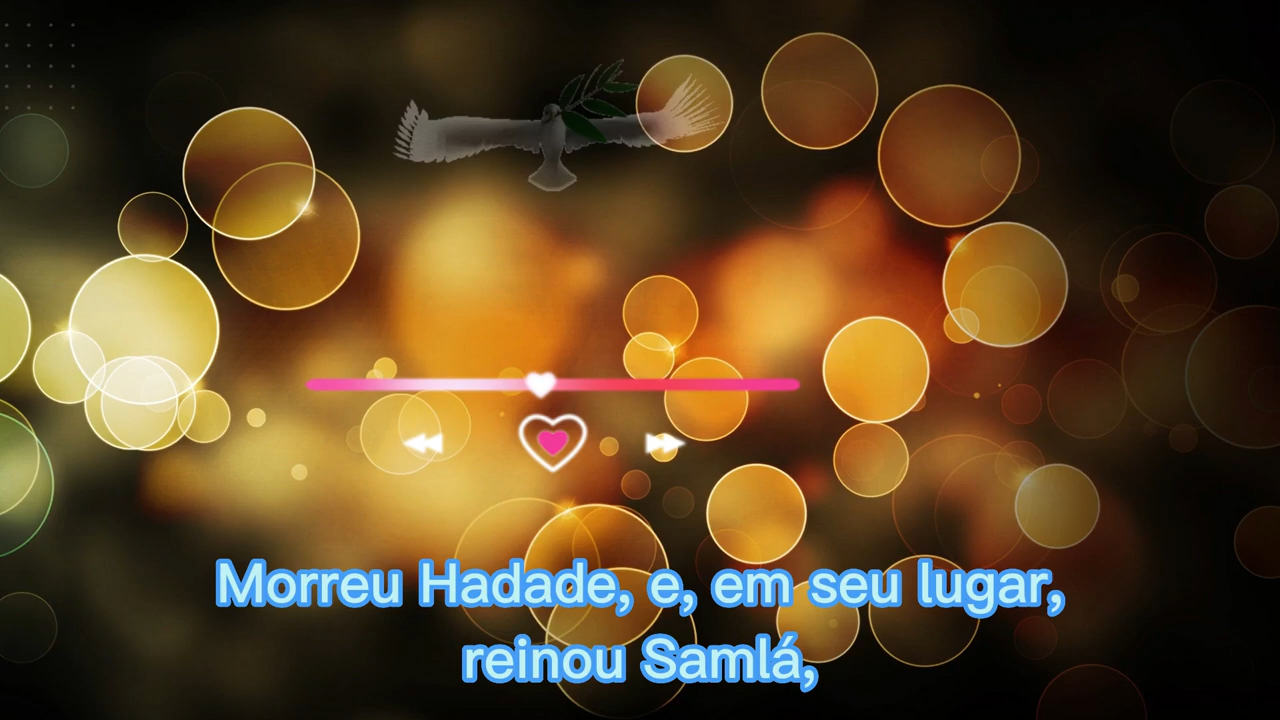 Morreu Hadade, e, em seu lugar,
reinou Samlá,